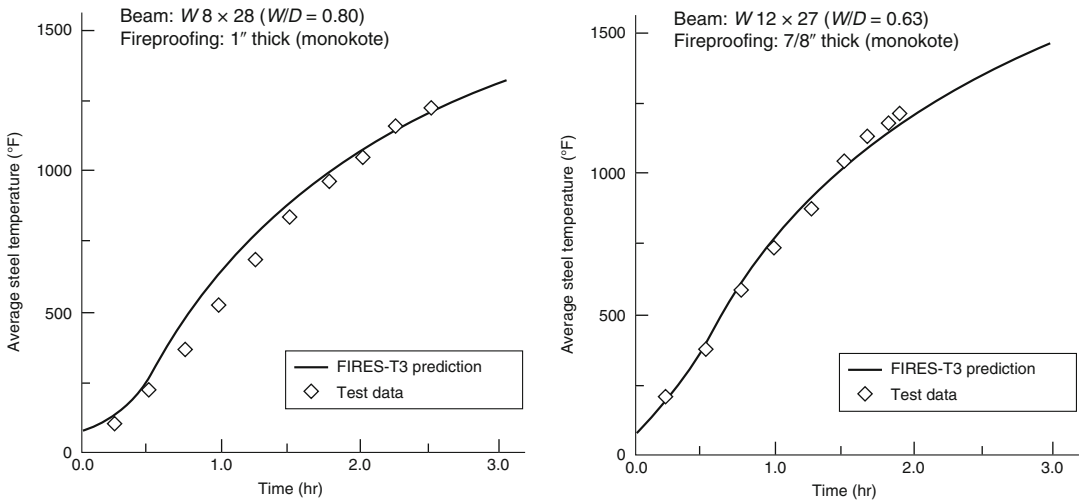 Beam: W 8 × 28 (W/D = 0.80)
Fireproofing: 1″ thick (monokote)
1500
1000
500
0
Average steel temperature (°F)
FIRES-T3 prediction
Test data
0.0
1.0
2.0
3.0
Time (hr)
Beam: W 12 × 27 (W/D = 0.63)
Fireproofing: 7/8″ thick (monokote)
1500
1000
500
0
Average steel temperature (°F)
FIRES-T3 prediction
Test data
0.0
1.0
2.0
3.0
Time (hr)